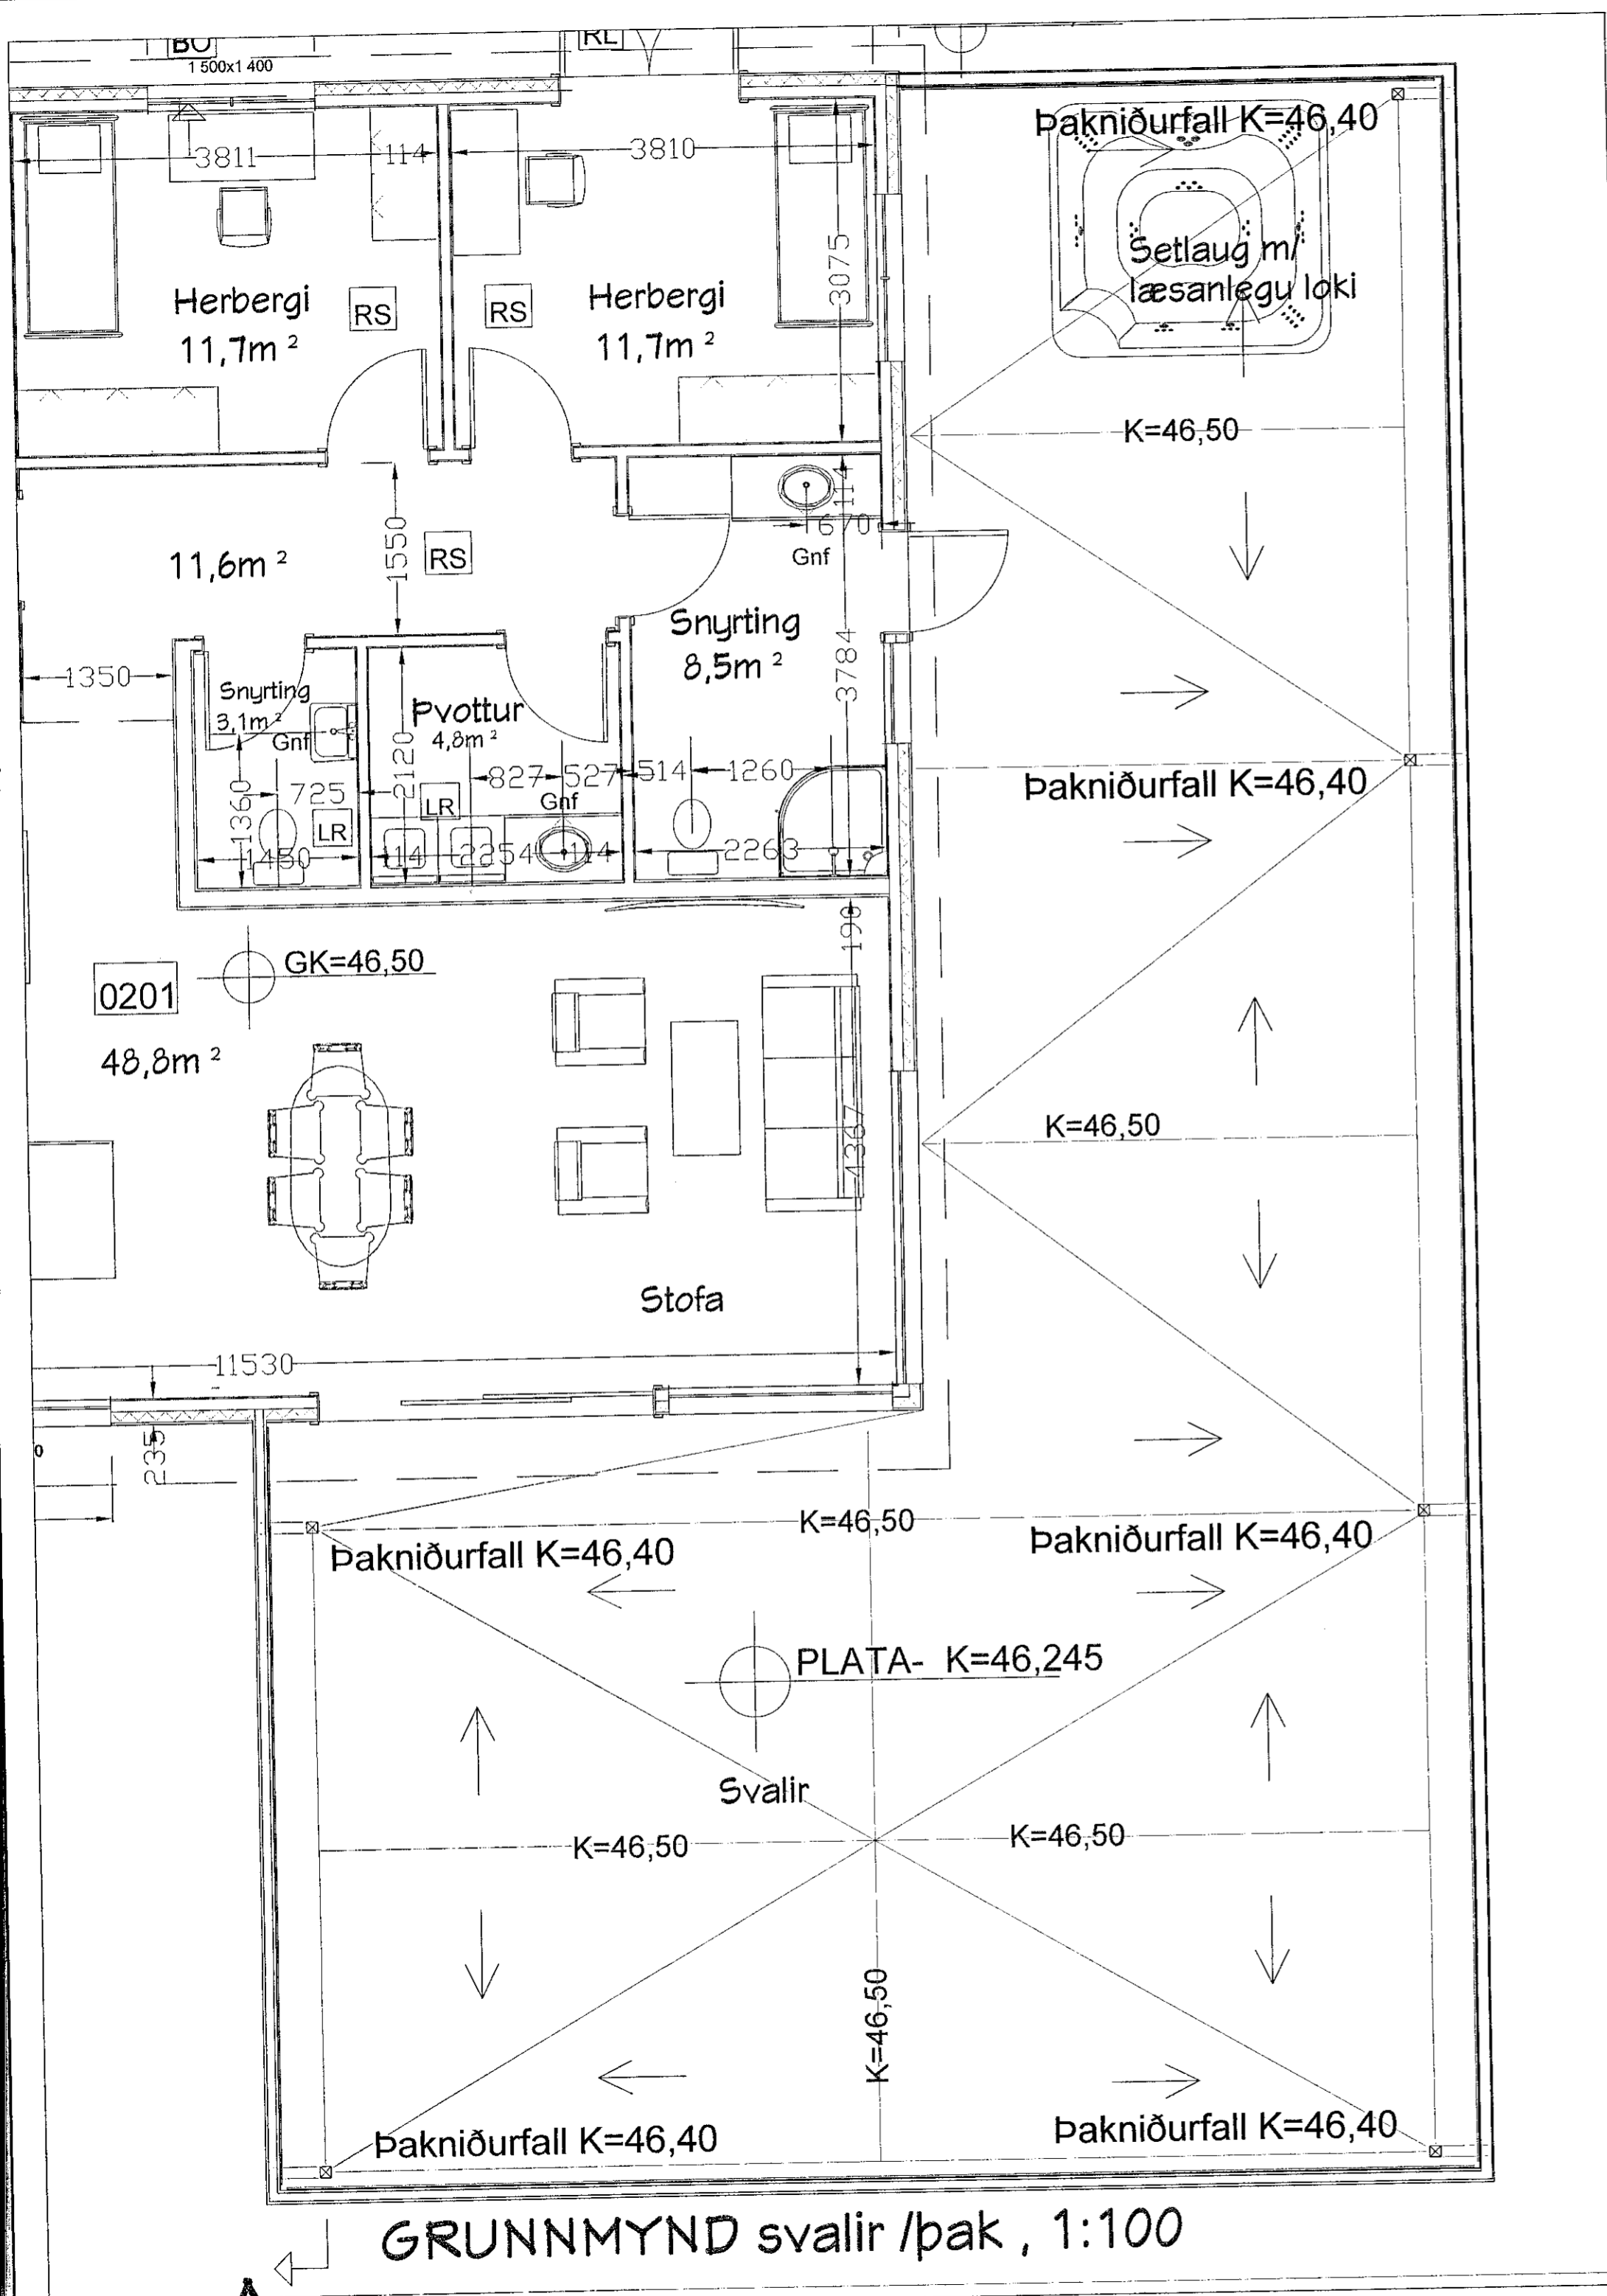 BO
1 500x1 400
RL
Þakniðurfall K=46,40
3811
114
3810
3075
Setlaug m/
læsanlegu loki
Herbergi
11,7m ²
RS
RS
Herbergi
11,7m ²
K=46,50
114
1670
Gnf
1550
RS
11,6m ²
Snyrting
8,5m ²
3784
1350
Snyrting
3,1m ²
Gnf
Þvottur
4,8m ²
2120
827
527
514
1260
Þakniðurfall K=46,40
725
1360
LR
LR
Gnf
1450
114
2254
114
2263
198
GK=46,50
0201
48,8m ²
4367
K=46,50
Stofa
11530
235
K=46,50
Þakniðurfall K=46,40
Þakniðurfall K=46,40
PLATA- K=46,245
Svalir
K=46,50
K=46,50
K=46,50
Þakniðurfall K=46,40
Þakniðurfall K=46,40
GRUNNMYND svalir /þak , 1:100